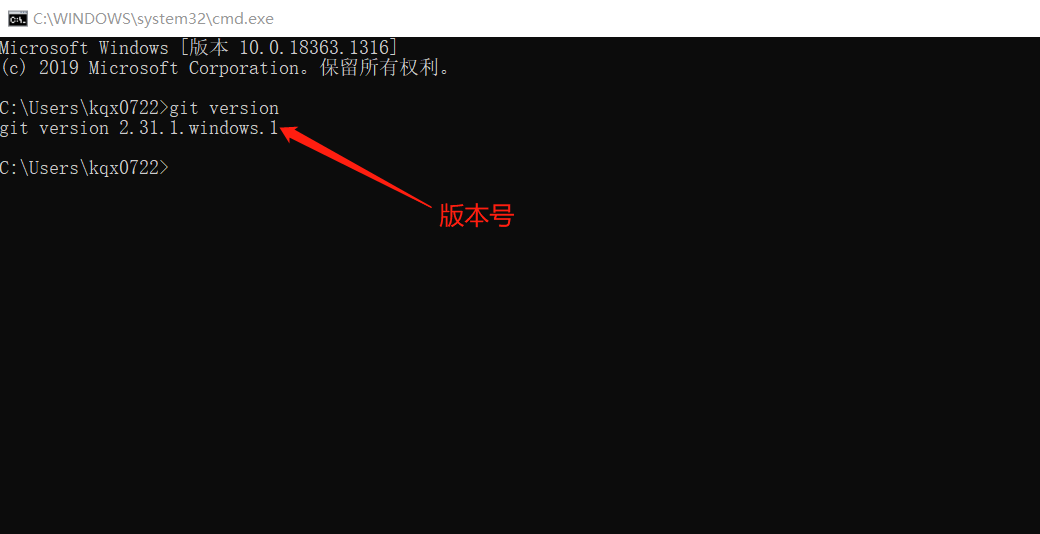 C:\WINDOWS\system32\cmd.exe
Microsoft Windows [版本 10.0.18363.1316]
(c) 2019 Microsoft Corporation。保留所有权利。
C:\Users\kqx0722>git version
git version 2.31.1.windows.1
C:\Users\kqx0722>
版本号